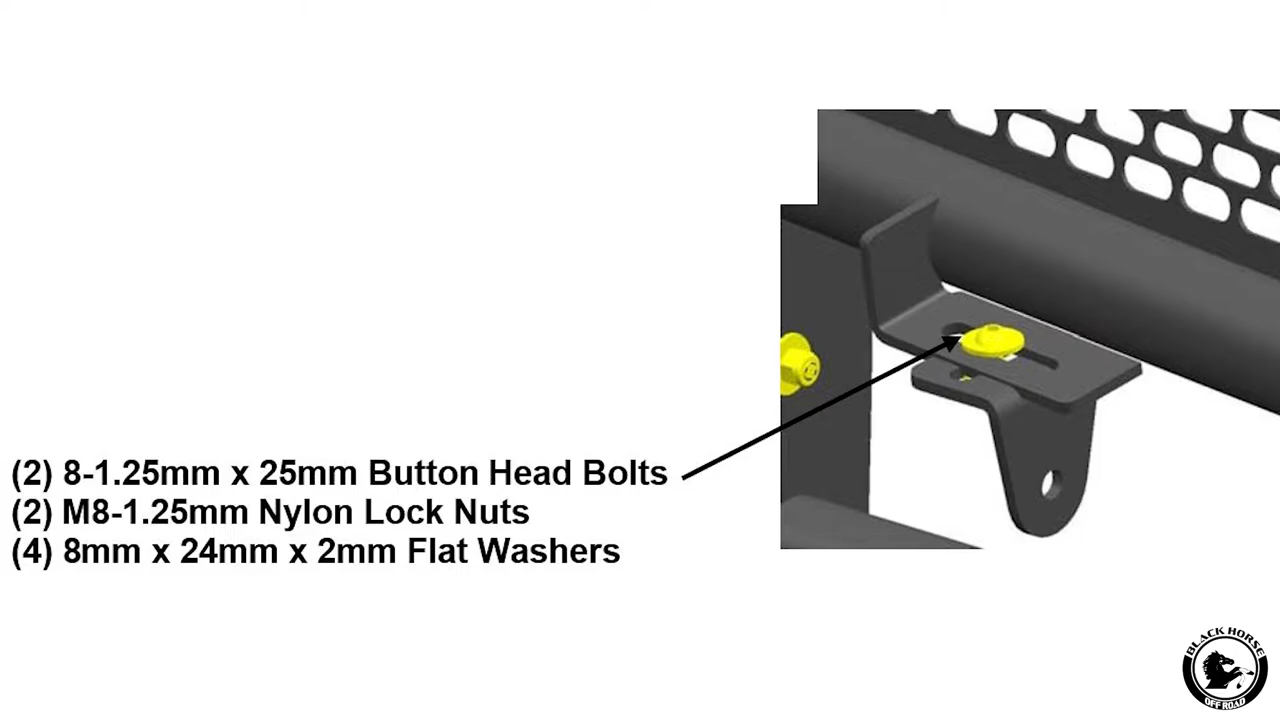 (2) 8-1.25mm x 25mm Button Head Bolts
(2) M8-1.25mm Nylon Lock Nuts
(4) 8mm x 24mm x 2mm Flat Washers
BLACK HORSE
OFF ROAD